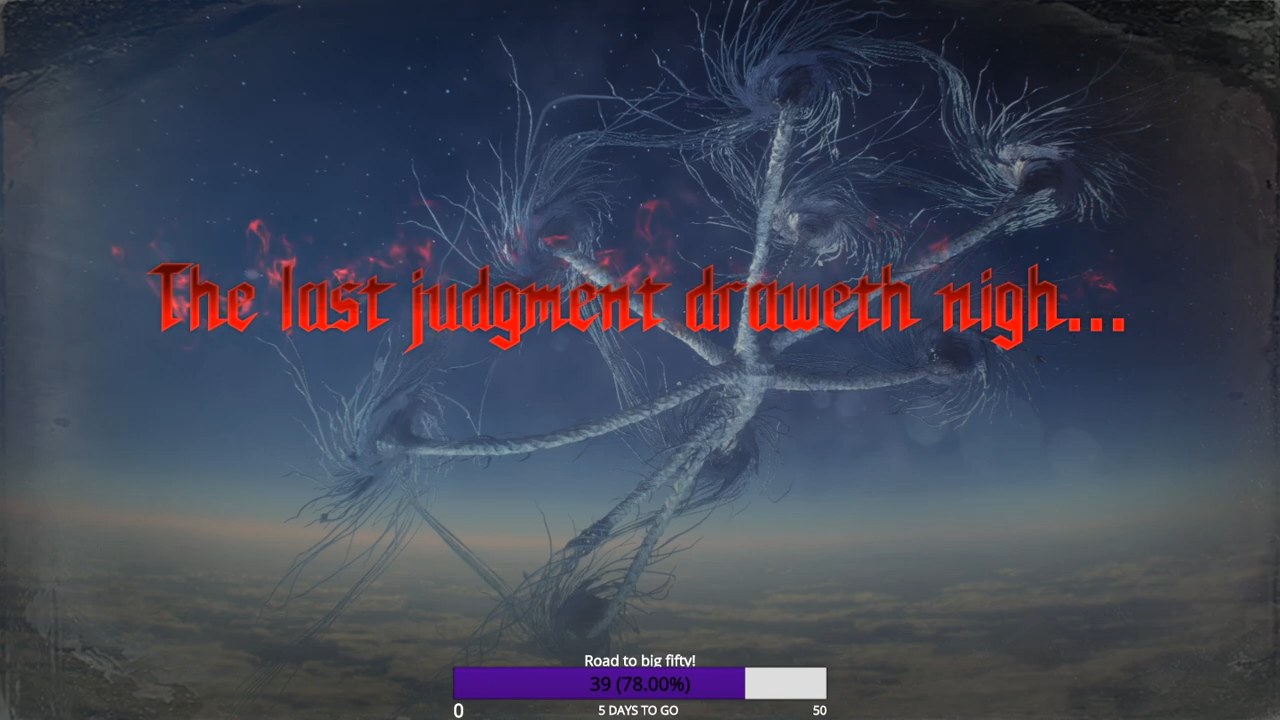 The last judgment draweth nigh...
Road to big fifty!
39 (78.00%)
0 5 DAYS TO GO 50